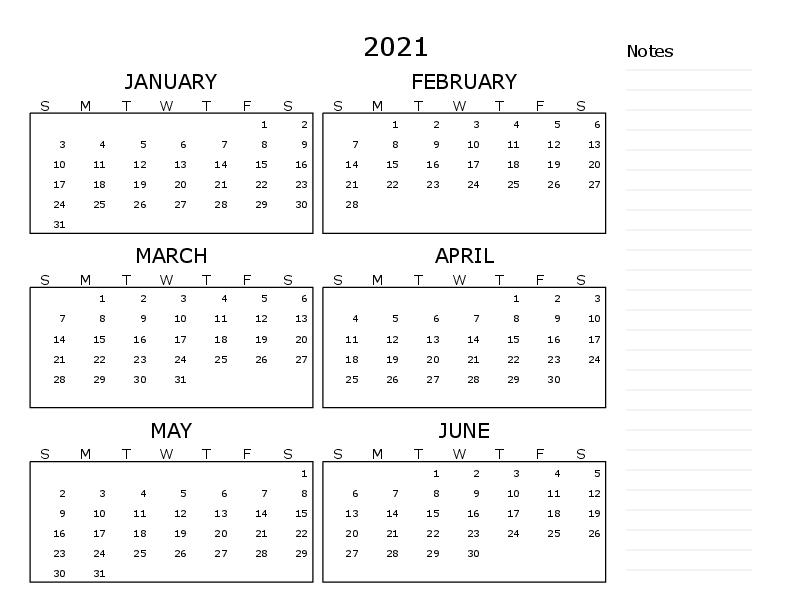 2021
Notes
JANUARY
S M T W T F S
1 2
3 4 5 6 7 8 9
10 11 12 13 14 15 16
17 18 19 20 21 22 23
24 25 26 27 28 29 30
31
FEBRUARY
S M T W T F S
1 2 3 4 5 6
7 8 9 10 11 12 13
14 15 16 17 18 19 20
21 22 23 24 25 26 27
28
MARCH
S M T W T F S
1 2 3 4 5 6
7 8 9 10 11 12 13
14 15 16 17 18 19 20
21 22 23 24 25 26 27
28 29 30 31
APRIL
S M T W T F S
1 2 3
4 5 6 7 8 9 10
11 12 13 14 15 16 17
18 19 20 21 22 23 24
25 26 27 28 29 30
MAY
S M T W T F S
1
2 3 4 5 6 7 8
9 10 11 12 13 14 15
16 17 18 19 20 21 22
23 24 25 26 27 28 29
30 31
JUNE
S M T W T F S
1 2 3 4 5
6 7 8 9 10 11 12
13 14 15 16 17 18 19
20 21 22 23 24 25 26
27 28 29 30